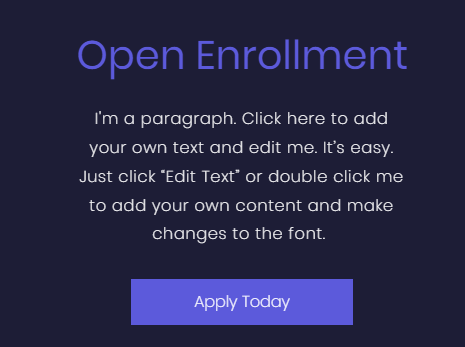 Open Enrollment
I'm a paragraph. Click here to add
your own text and edit me. It's easy.
Just click “Edit Text” or double click me
to add your own content and make
changes to the font.
Apply Today